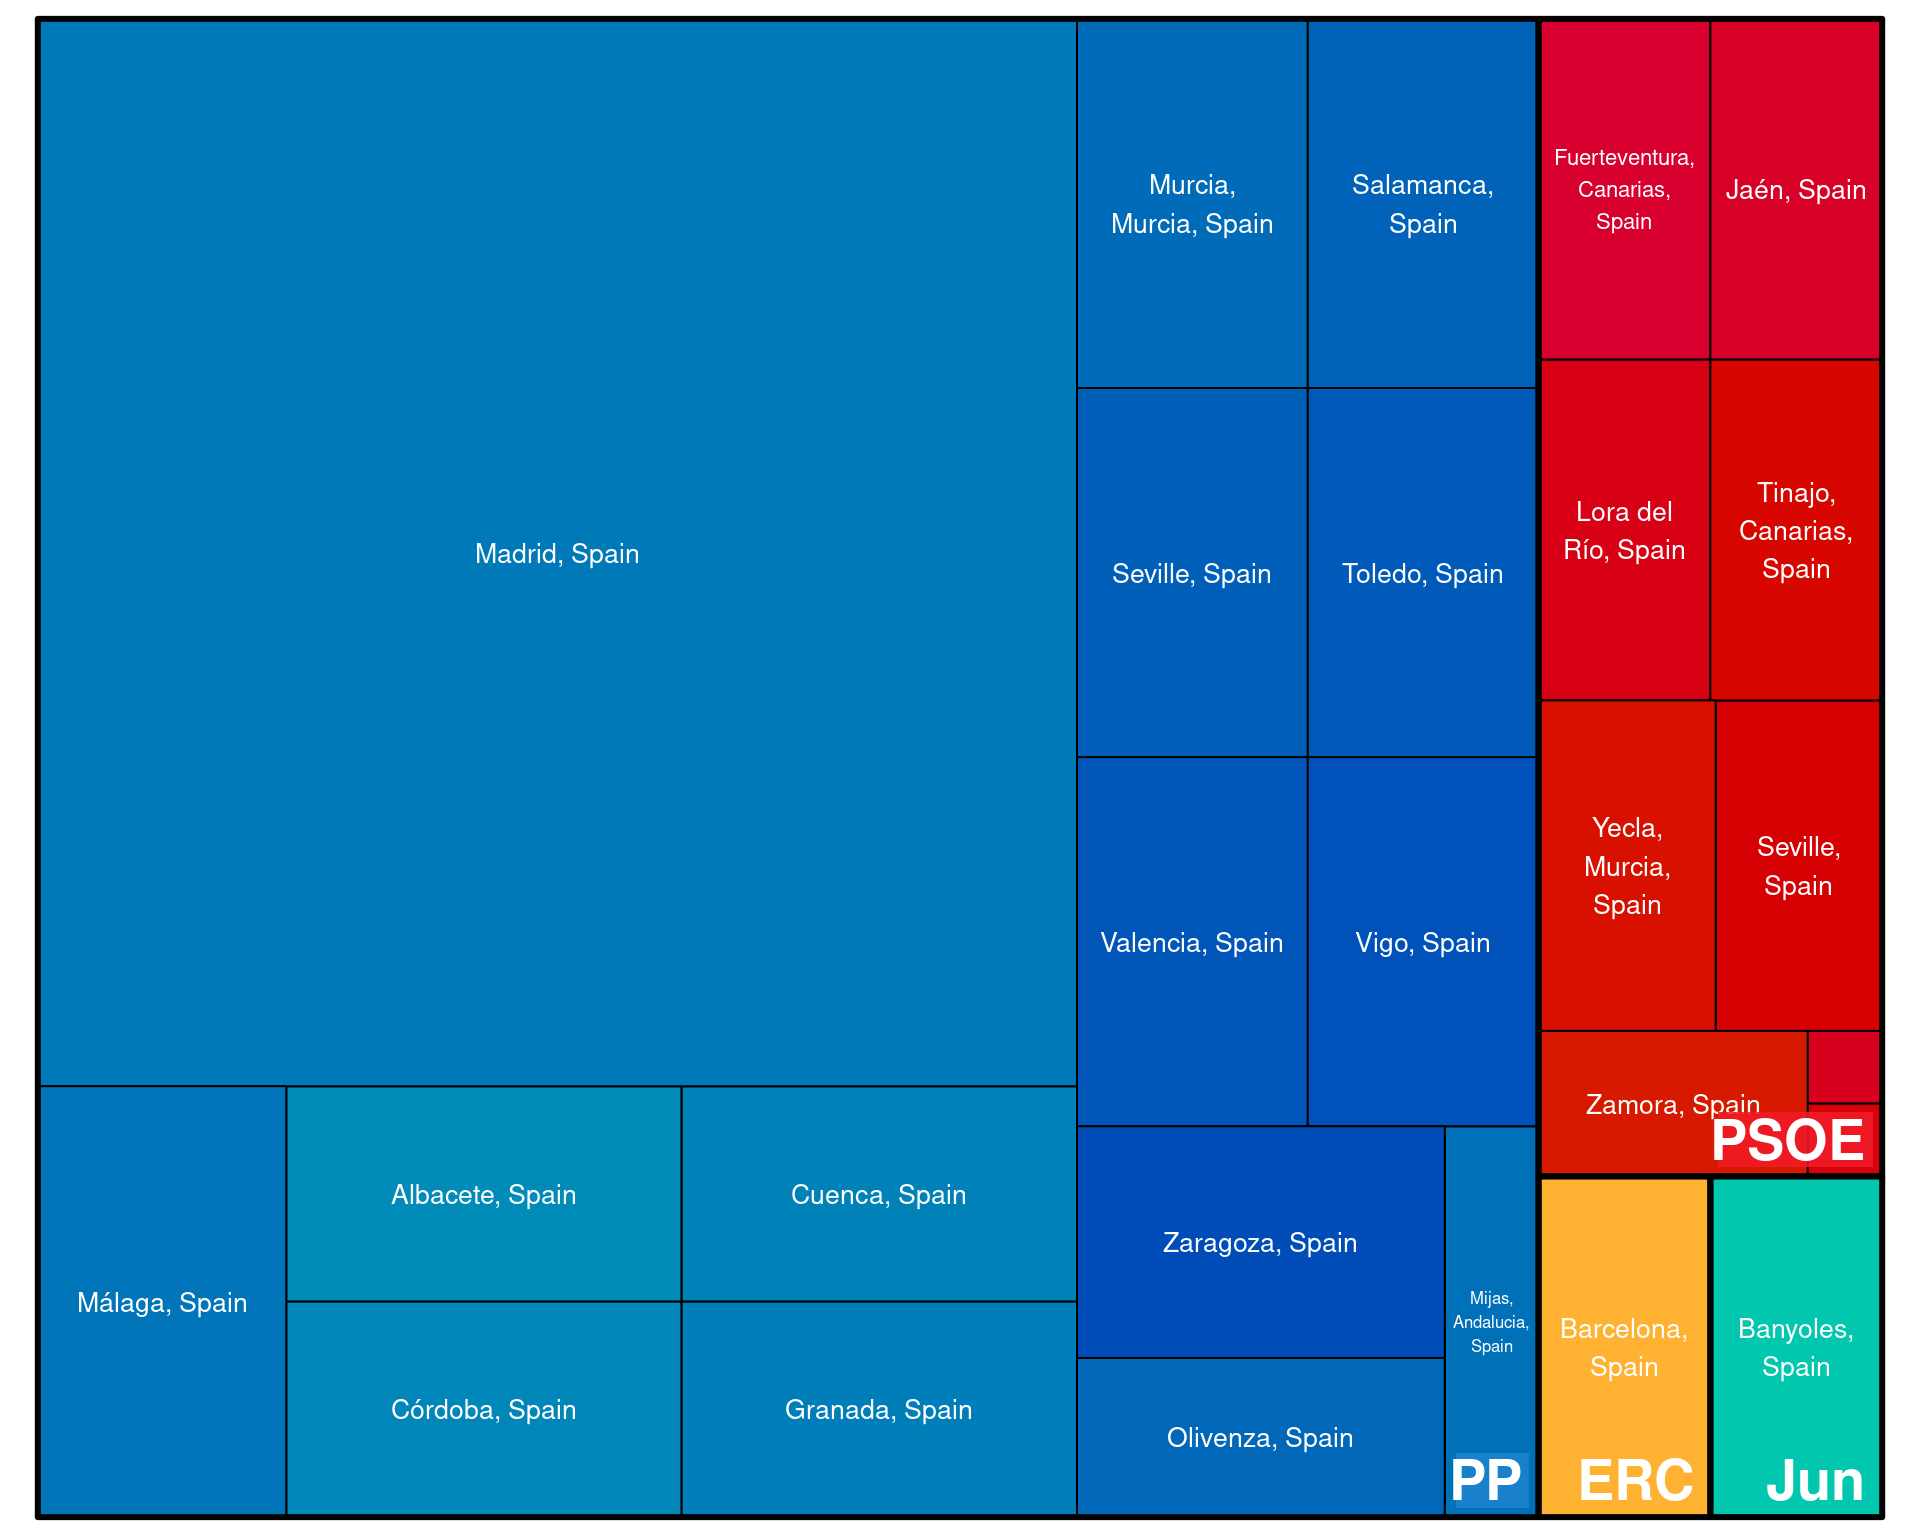 Madrid, Spain
Málaga, Spain
Albacete, Spain
Cuenca, Spain
Córdoba, Spain
Granada, Spain
Murcia,
Murcia, Spain
Salamanca,
Spain
Seville, Spain
Toledo, Spain
Valencia, Spain
Vigo, Spain
Zaragoza, Spain
Olivenza, Spain
Mijas,
Andalucia,
Spain
PP
Fuerteventura,
Canarias,
Spain
Jaén, Spain
Lora del
Río, Spain
Tinajo,
Canarias,
Spain
Yecla,
Murcia,
Spain
Seville,
Spain
Zamora, Spain
PSOE
Barcelona,
Spain
ERC
Banyoles,
Spain
Jun